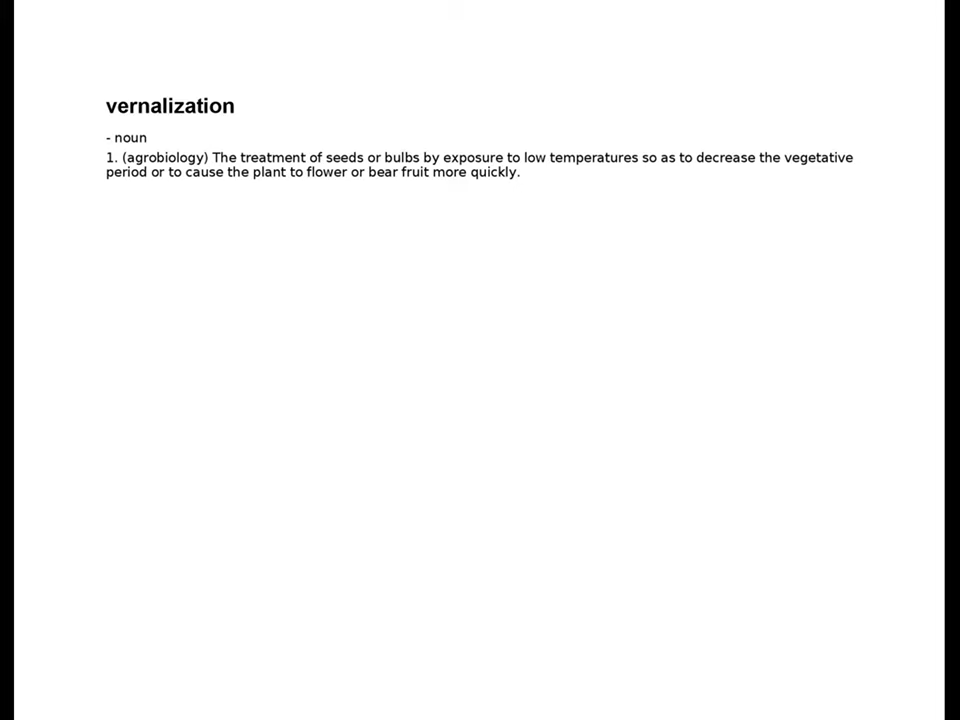 vernalization
- noun
1. (agrobiology) The treatment of seeds or bulbs by exposure to low temperatures so as to decrease the vegetative
period or to cause the plant to flower or bear fruit more quickly.